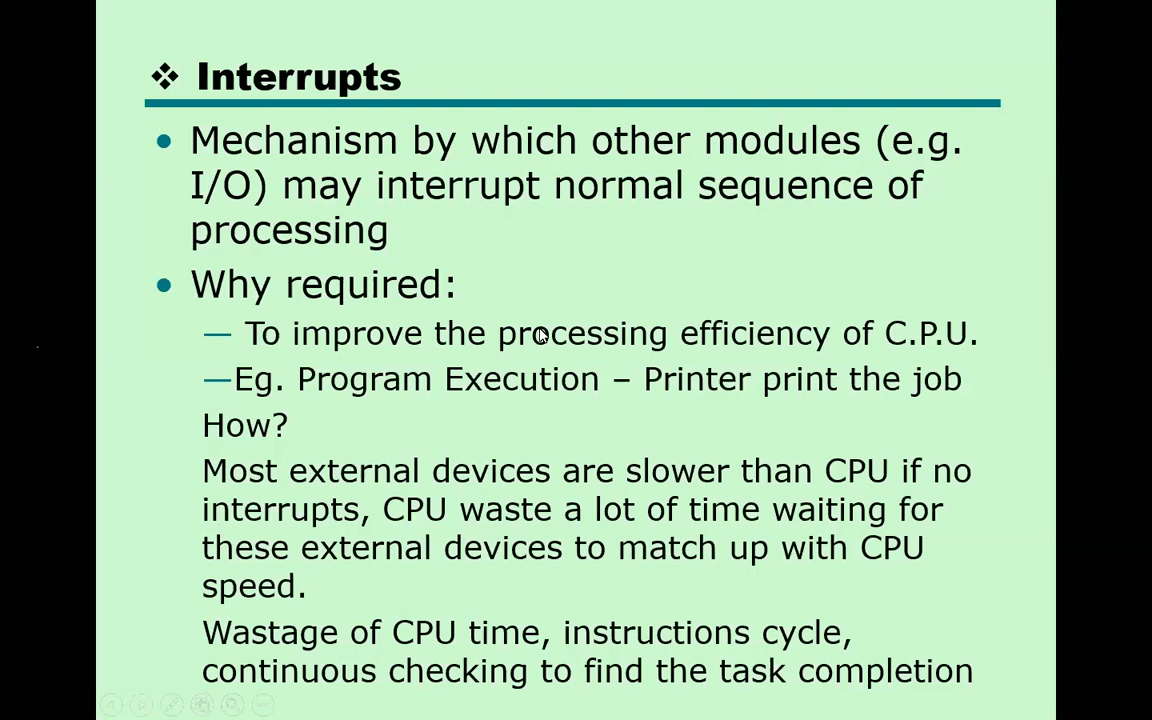 ❖ Interrupts
• Mechanism by which other modules (e.g.
I/O) may interrupt normal sequence of
processing
• Why required:
— To improve the processing efficiency of C.P.U.
—Eg. Program Execution – Printer print the job
How?
Most external devices are slower than CPU if no
interrupts, CPU waste a lot of time waiting for
these external devices to match up with CPU
speed.
Wastage of CPU time, instructions cycle,
continuous checking to find the task completion